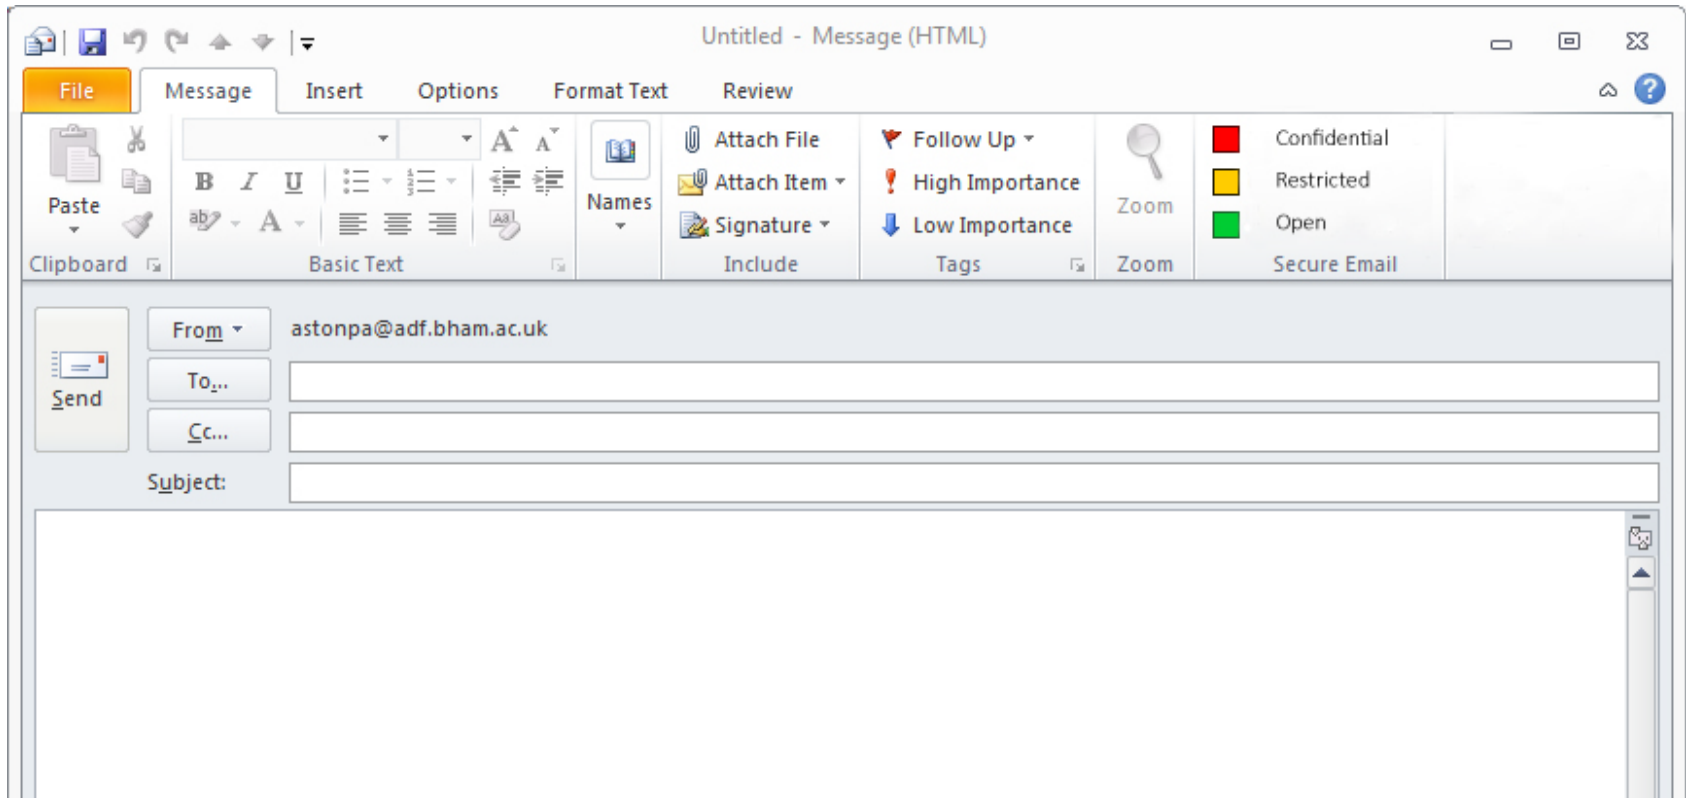 Untitled - Message (HTML)
File Message Insert Options Format Text Review
Paste
B I U
A A
ab A Aa
Names
Attach File
Attach Item
Signature
Follow Up
High Importance
Low Importance
Zoom
Confidential
Restricted
Open
Clipboard Basic Text Include Tags Zoom Secure Email
Send
From astonpa@adf.bham.ac.uk
To...
Cc...
Subject: